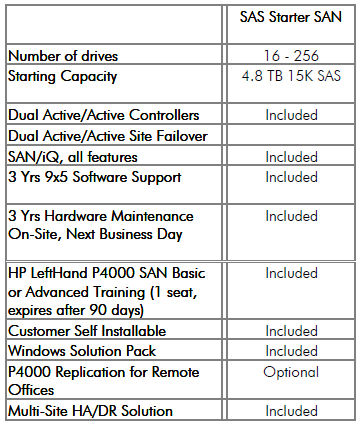 SAS Starter SAN
Number of drives 16 - 256
Starting Capacity 4.8 TB 15K SAS
Dual Active/Active Controllers Included
Dual Active/Active Site Failover
SAN/iQ, all features Included
3 Yrs 9x5 Software Support Included
3 Yrs Hardware Maintenance Included
On-Site, Next Business Day
HP LeftHand P4000 SAN Basic Included
or Advanced Training (1 seat,
expires after 90 days)
Customer Self Installable Included
Windows Solution Pack Included
P4000 Replication for Remote Optional
Offices
Multi-Site HA/DR Solution Included